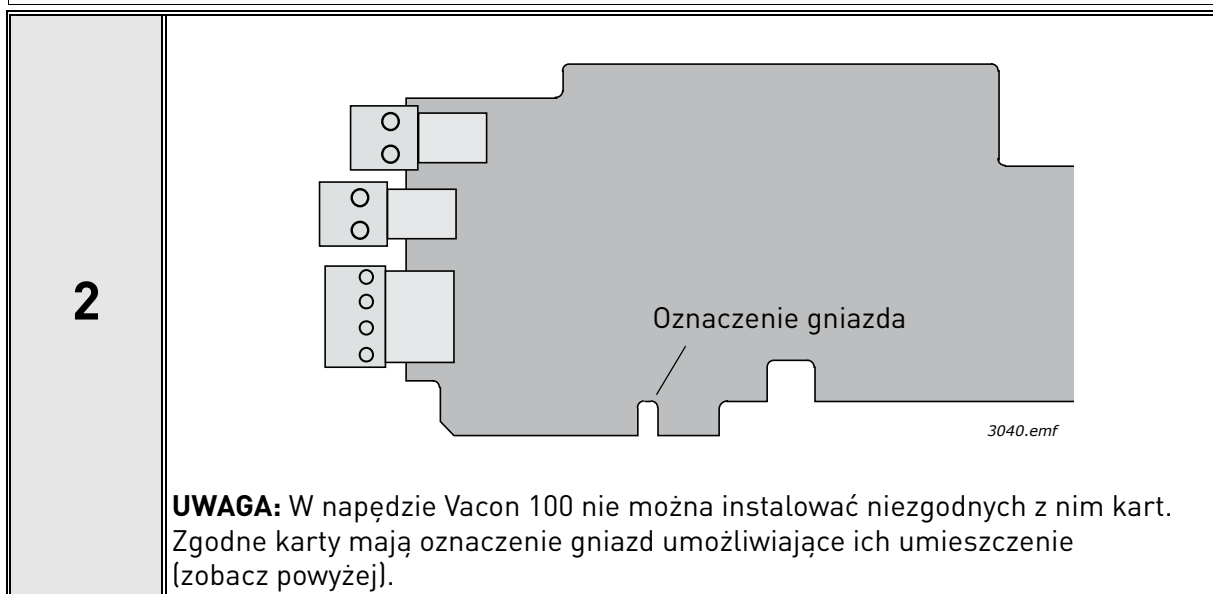 2
Oznaczenie gniazda
3040.emf
UWAGA: W napędzie Vacon 100 nie można instalować niezgodnych z nim kart.
Zgodne karty mają oznaczenie gniazd umożliwiające ich umieszczenie
(zobacz powyżej).